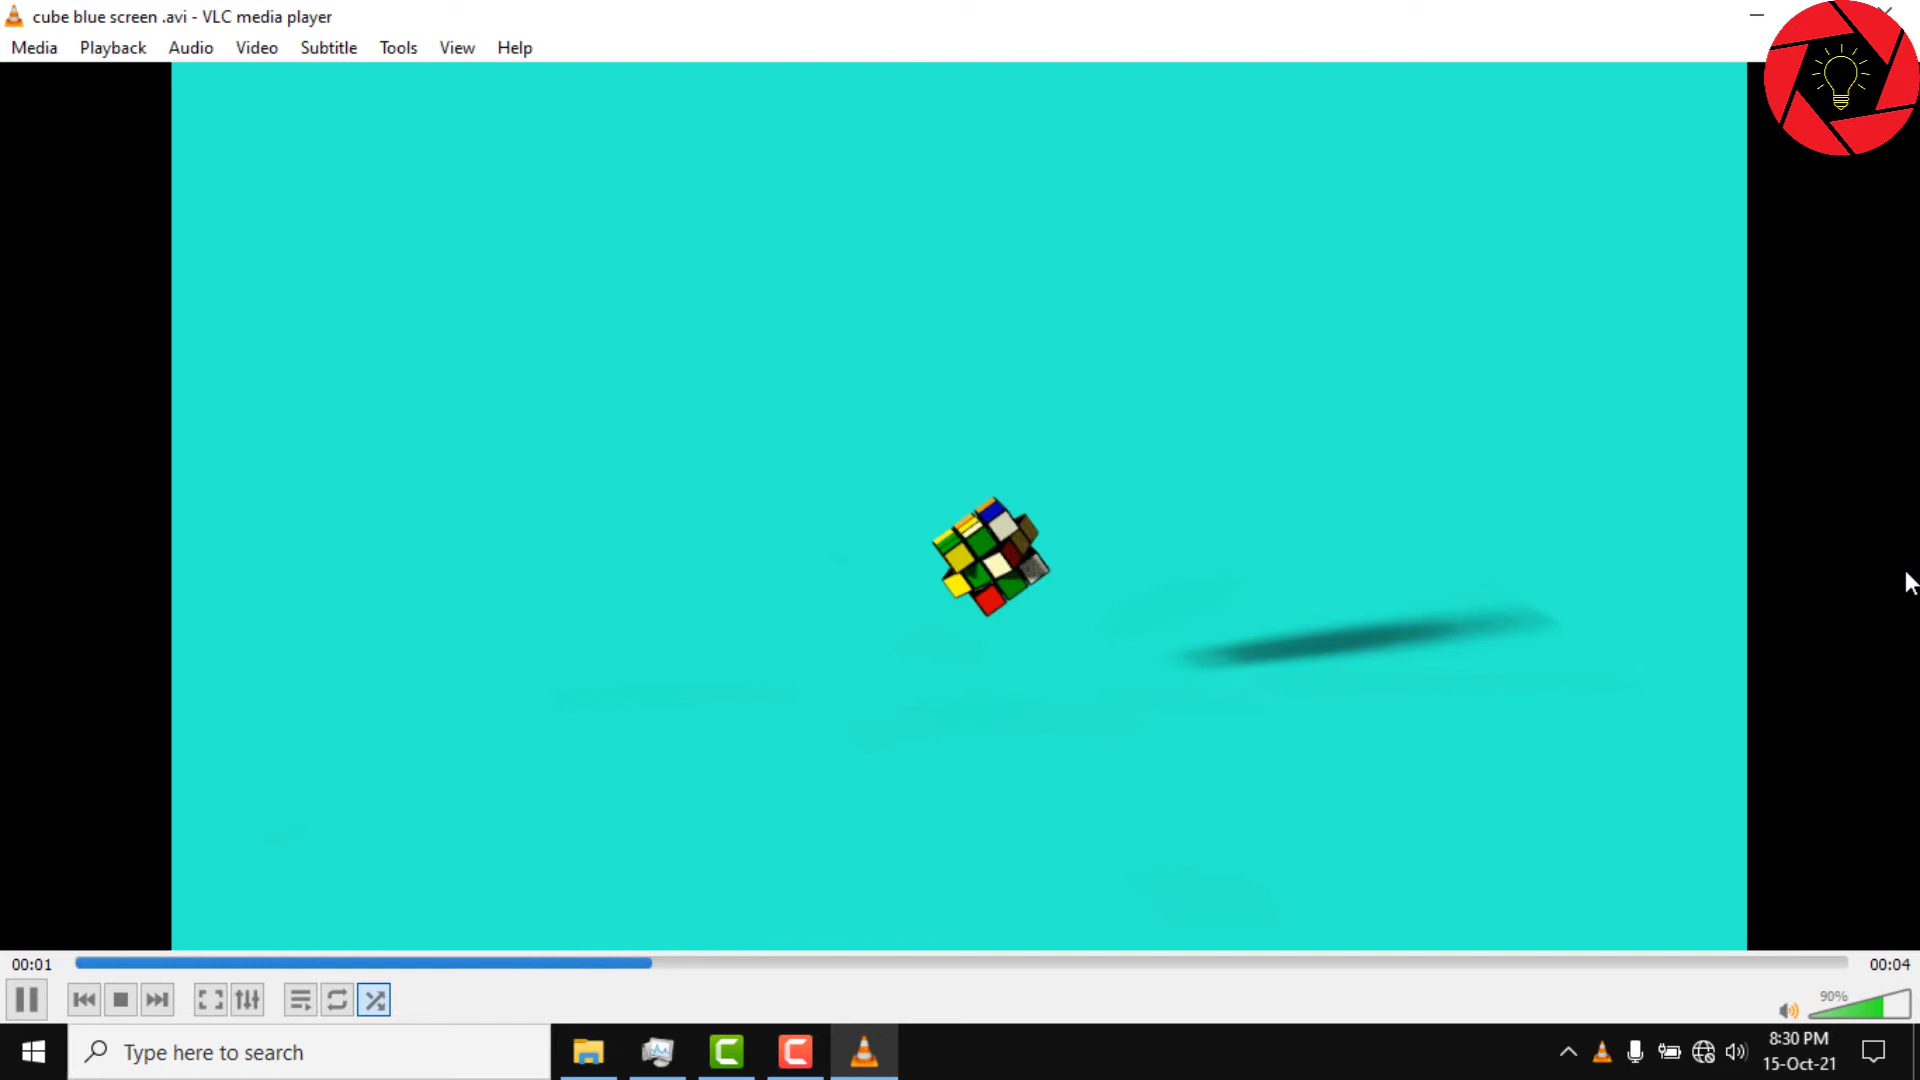 cube blue screen .avi - VLC media player
Media Playback Audio Video Subtitle Tools View Help
00:01
00:04
90%
Type here to search
8:30 PM
15-Oct-21